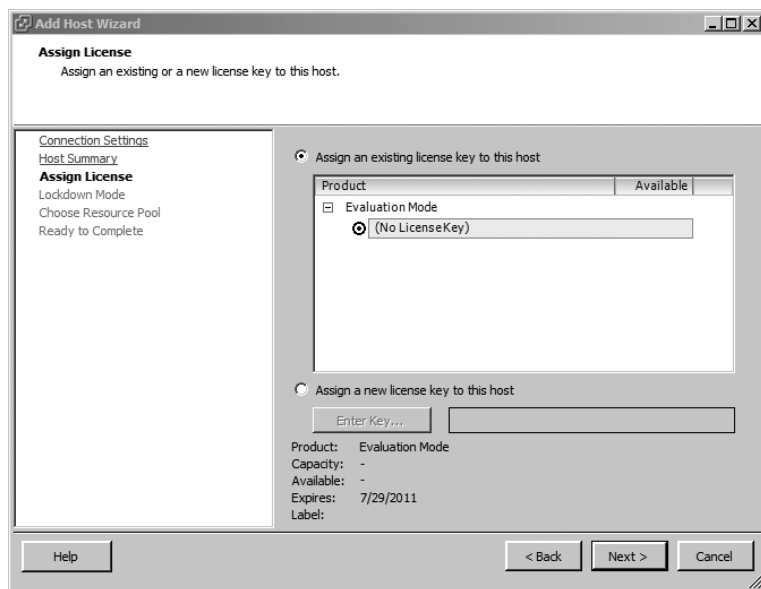 Add Host Wizard
Assign License
Assign an existing or a new license key to this host.
Connection Settings
Host Summary
Assign License
Lockdown Mode
Choose Resource Pool
Ready to Complete
Assign an existing license key to this host
Product Available
Evaluation Mode
(No License Key)
Assign a new license key to this host
Enter Key...
Product: Evaluation Mode
Capacity: -
Available: -
Expires: 7/29/2011
Label:
Help < Back Next > Cancel